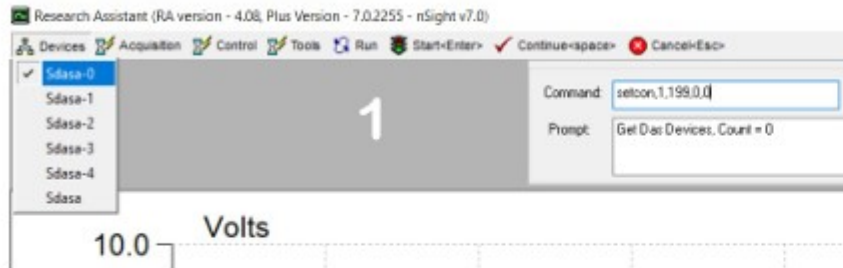 Research Assistant (RA version - 4.08, Plus Version - 7.0.2255 - nSight v7.0)
Devices Acquisition Control Tools Run Start<Enter> Continue<space> Cancel<Esc>
Sdasa-0
Sdasa-1
Sdasa-2
Sdasa-3
Sdasa-4
Sdasa
1
Command: setcon,1,199,0,0
Prompt: Get Das Devices, Count = 0
Volts
10.0